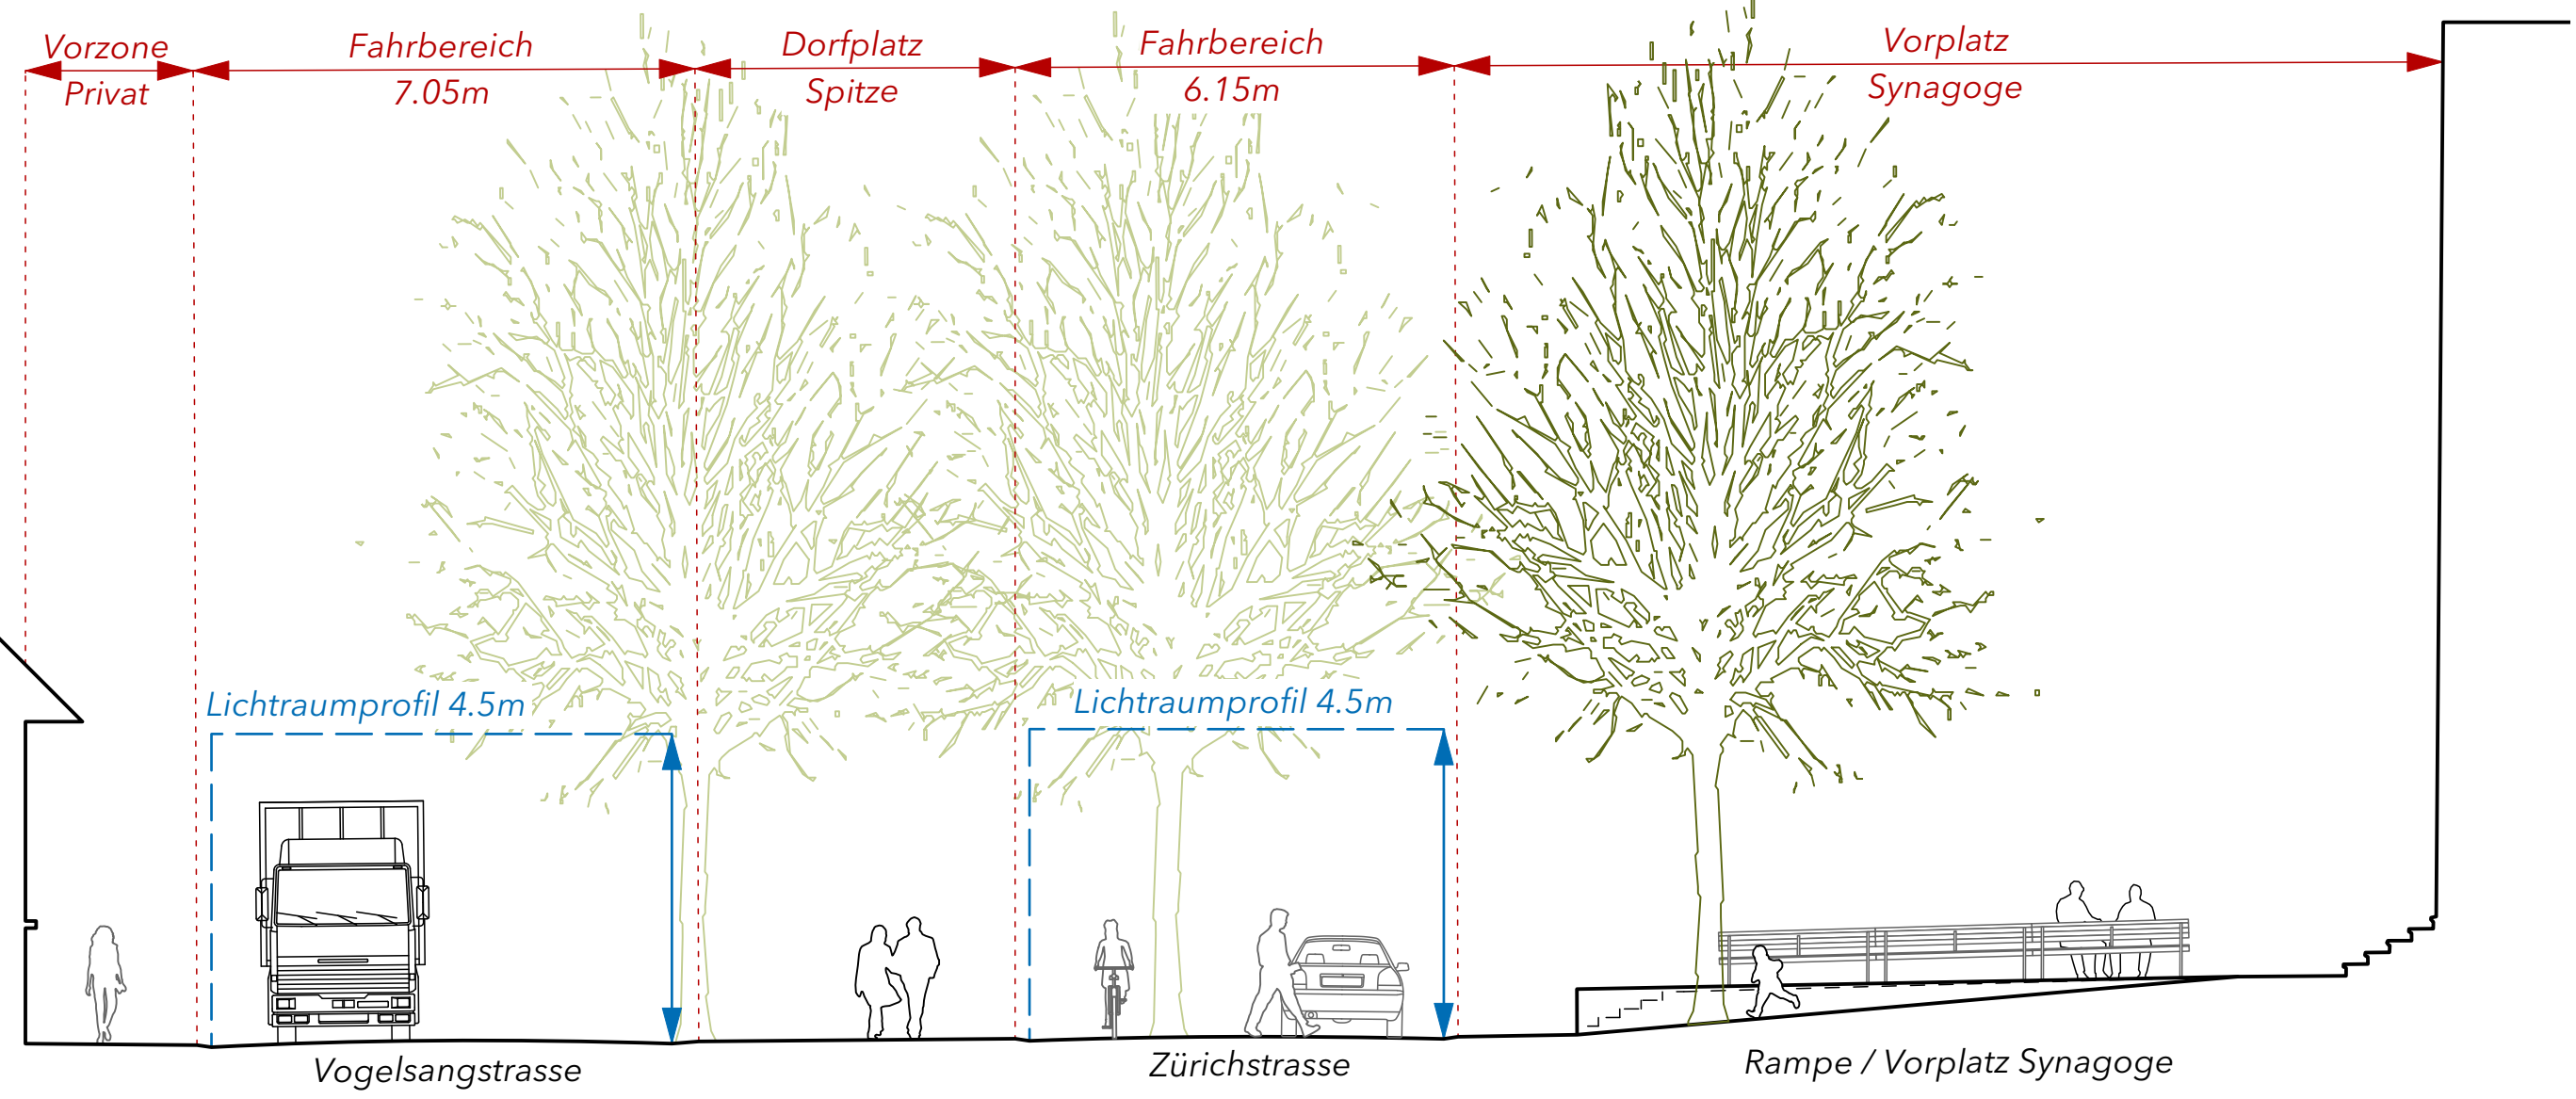 Vorzone
Privat
Fahrbereich
7.05m
Dorfplatz
Spitze
Fahrbereich
6.15m
Vorplatz
Synagoge
Lichtraumprofil 4.5m
Lichtraumprofil 4.5m
Vogelsangstrasse
Zürichstrasse
Rampe / Vorplatz Synagoge